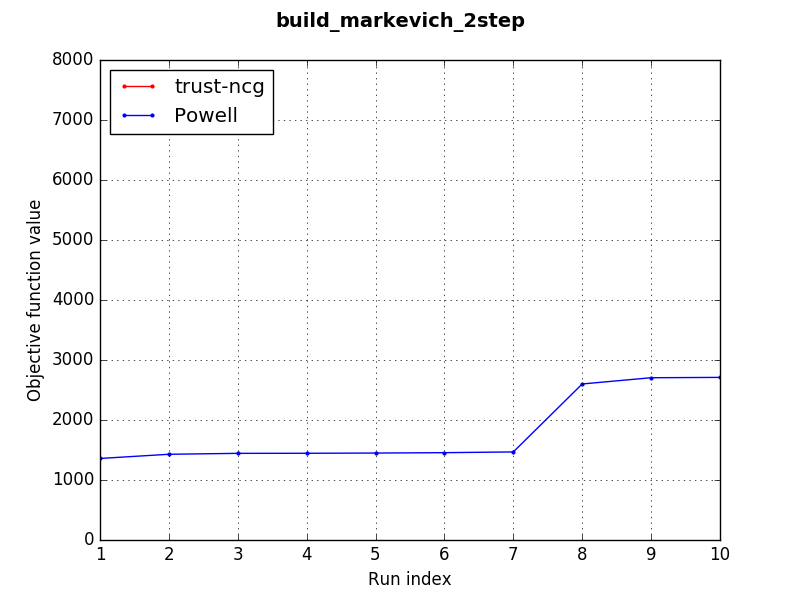 build_markevich_2step
trust-ncg
Powell
Objective function value
8000
7000
6000
5000
4000
3000
2000
1000
0
1 2 3 4 5 6 7 8 9 10
Run index